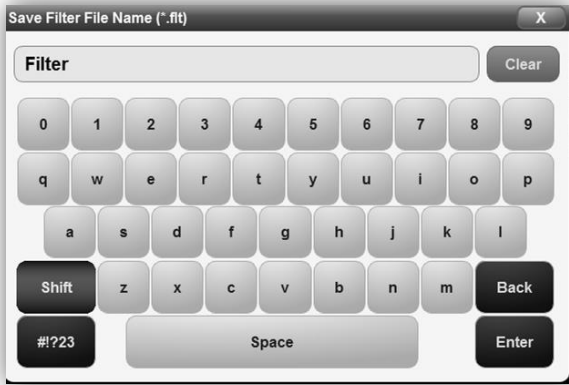 Save Filter File Name (*.flt) X
Filter Clear
0 1 2 3 4 5 6 7 8 9
q w e r t y u i o p
a s d f g h j k l
Shift z x c v b n m Back
#!?23 Space Enter